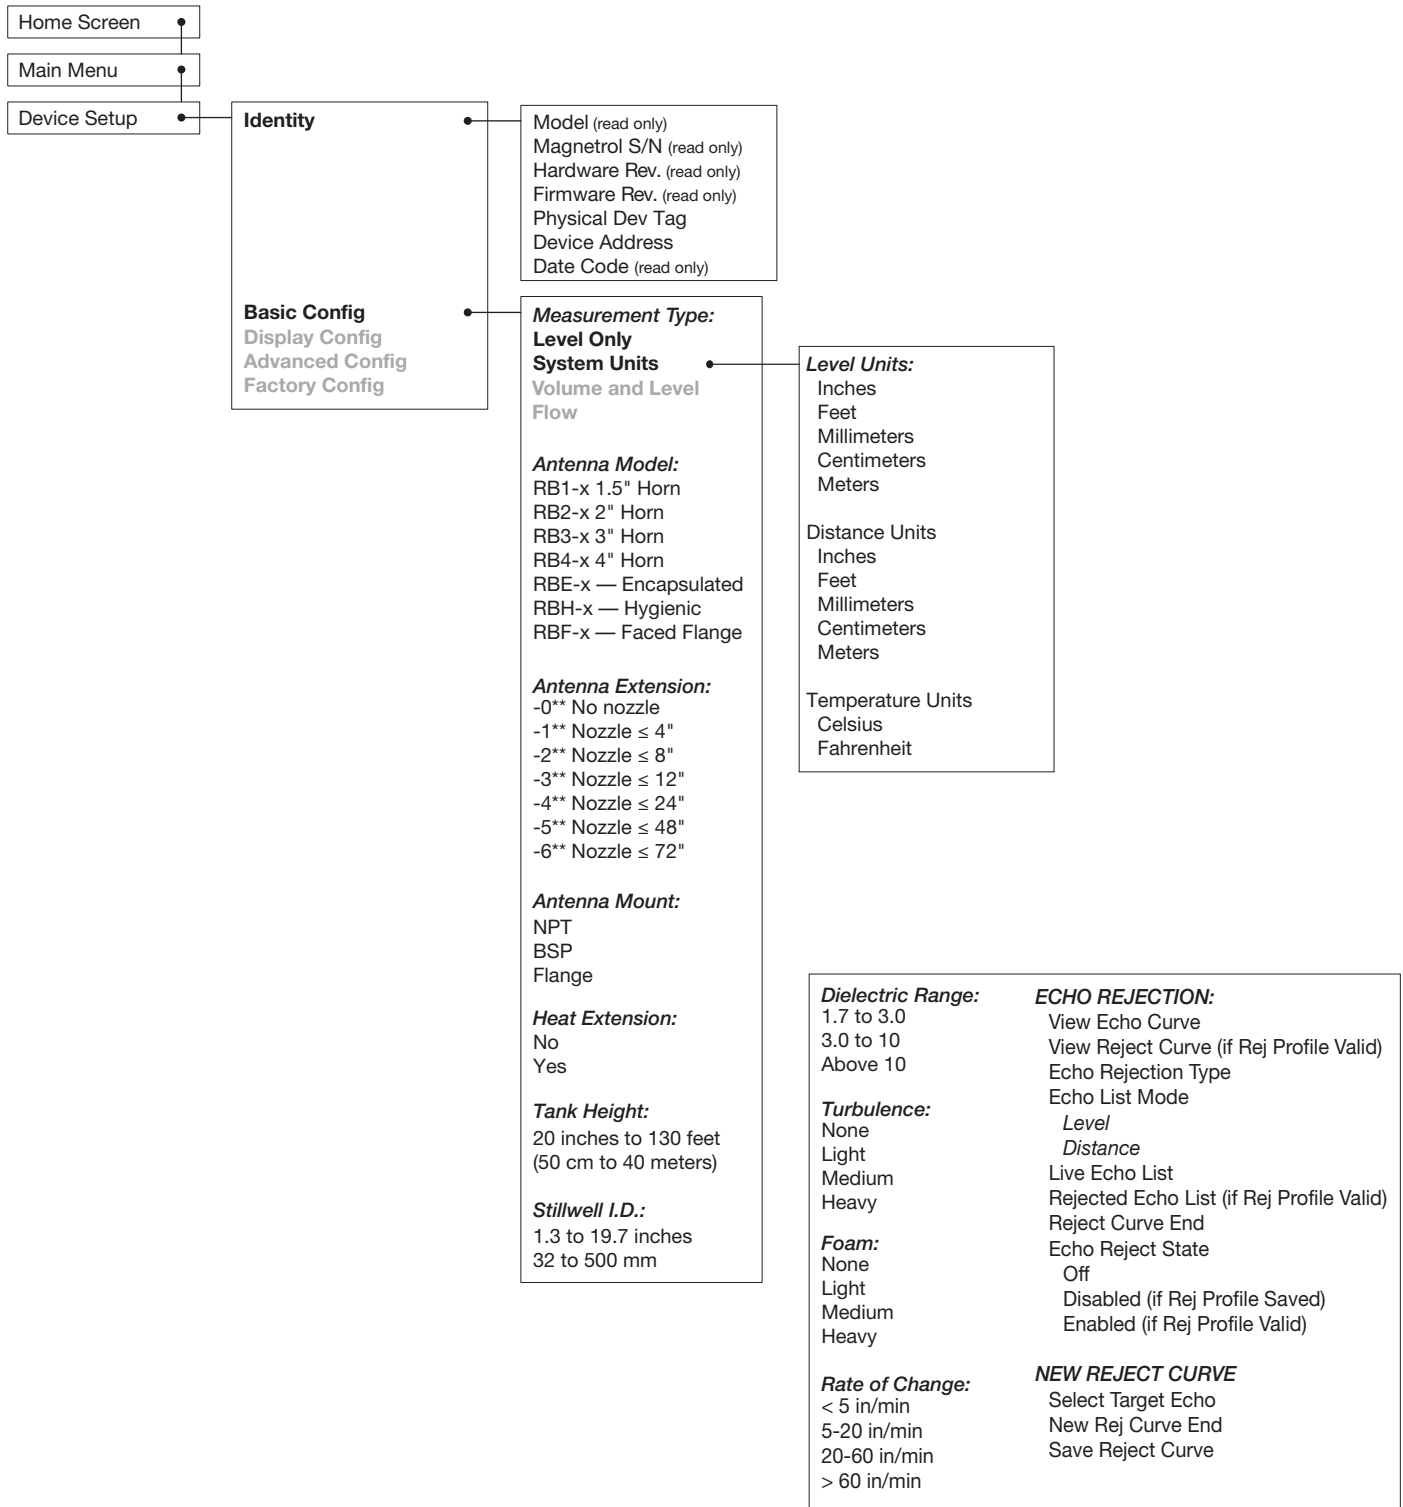 Home Screen
Main Menu
Device Setup
Identity
Basic Config
Display Config
Advanced Config
Factory Config
Model (read only)
Magnetrol S/N (read only)
Hardware Rev. (read only)
Firmware Rev. (read only)
Physical Dev Tag
Device Address
Date Code (read only)
Measurement Type:
Level Only
System Units
Volume and Level
Flow
Antenna Model:
RB1-x 1.5" Horn
RB2-x 2" Horn
RB3-x 3" Horn
RB4-x 4" Horn
RBE-x — Encapsulated
RBH-x — Hygienic
RBF-x — Faced Flange
Antenna Extension:
-0** No nozzle
-1** Nozzle ≤ 4"
-2** Nozzle ≤ 8"
-3** Nozzle ≤ 12"
-4** Nozzle ≤ 24"
-5** Nozzle ≤ 48"
-6** Nozzle ≤ 72"
Antenna Mount:
NPT
BSP
Flange
Heat Extension:
No
Yes
Tank Height:
20 inches to 130 feet
(50 cm to 40 meters)
Stillwell I.D.:
1.3 to 19.7 inches
32 to 500 mm
Level Units:
Inches
Feet
Millimeters
Centimeters
Meters
Distance Units
Inches
Feet
Millimeters
Centimeters
Meters
Temperature Units
Celsius
Fahrenheit
Dielectric Range:
1.7 to 3.0
3.0 to 10
Above 10
Turbulence:
None
Light
Medium
Heavy
Foam:
None
Light
Medium
Heavy
Rate of Change:
< 5 in/min
5-20 in/min
20-60 in/min
> 60 in/min
ECHO REJECTION:
View Echo Curve
View Reject Curve (if Rej Profile Valid)
Echo Rejection Type
Echo List Mode
Level
Distance
Live Echo List
Rejected Echo List (if Rej Profile Valid)
Reject Curve End
Echo Reject State
Off
Disabled (if Rej Profile Saved)
Enabled (if Rej Profile Valid)
NEW REJECT CURVE
Select Target Echo
New Rej Curve End
Save Reject Curve